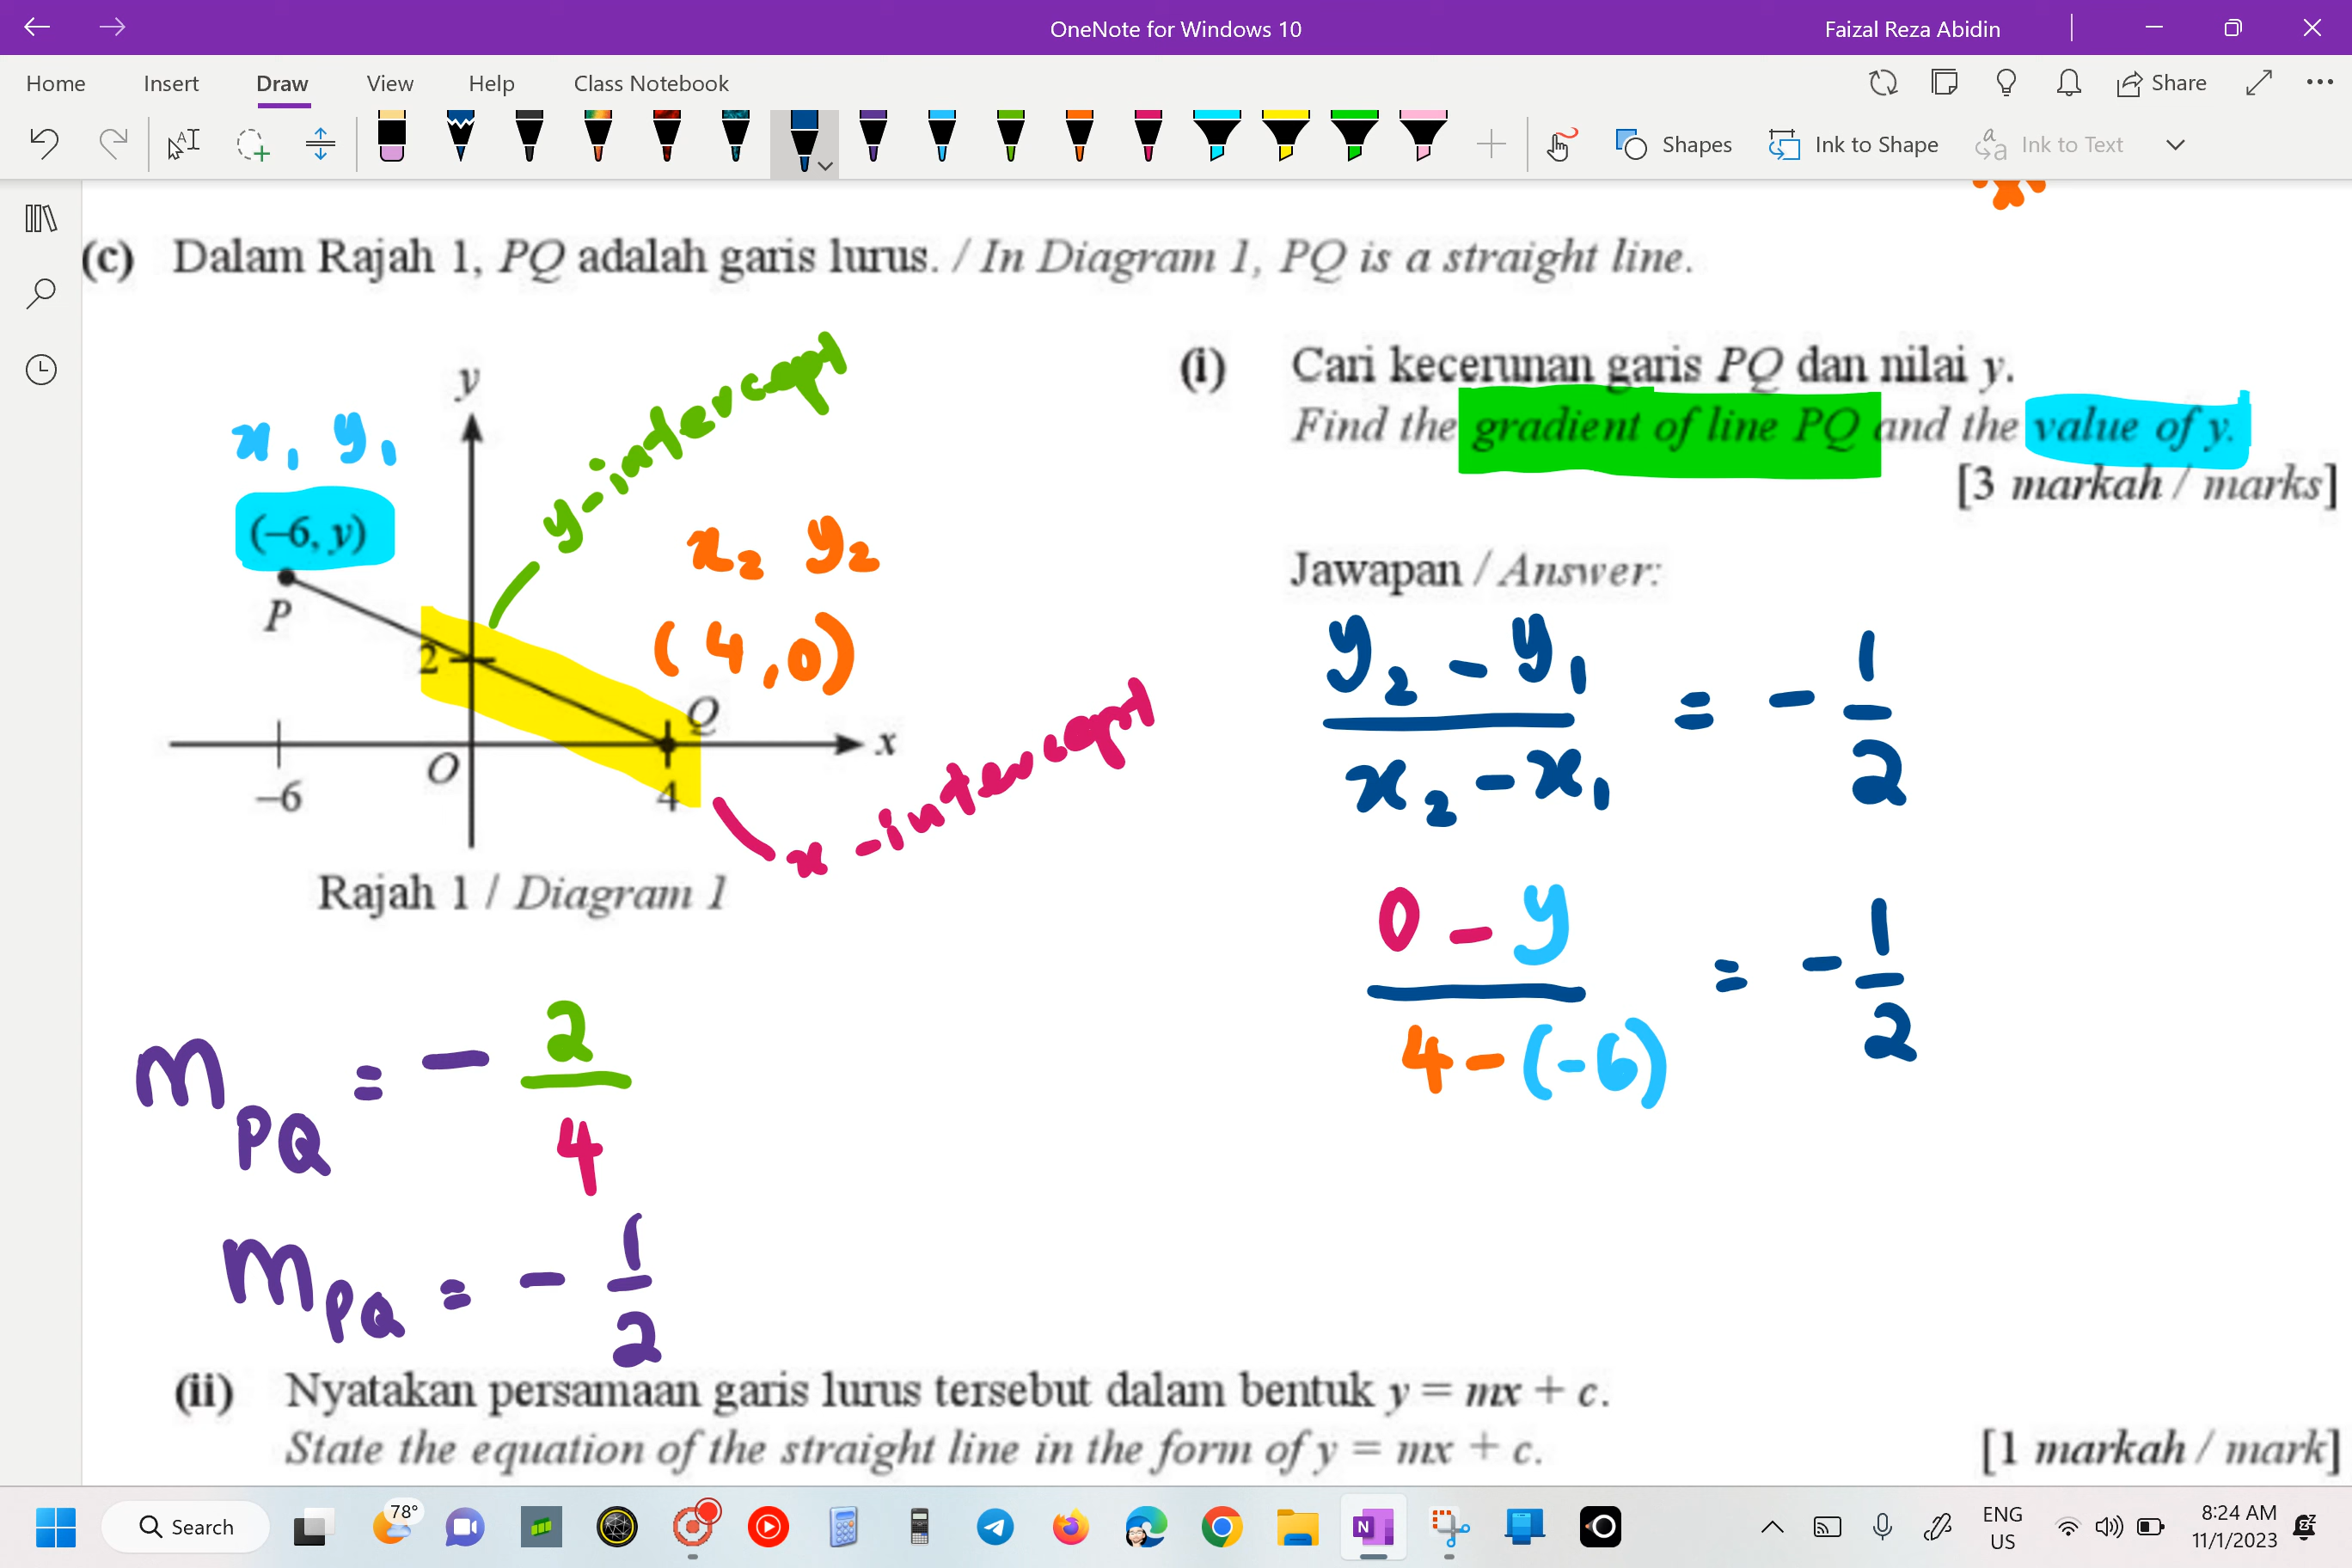 OneNote for Windows 10
Faizal Reza Abidin
Home Insert Draw View Help Class Notebook
Share
Shapes Ink to Shape Ink to Text
(c) Dalam Rajah 1, PQ adalah garis lurus. / In Diagram 1, PQ is a straight line.
(i) Cari kecerunan garis PQ dan nilai y.
Find the gradient of line PQ and the value of y.
[3 markah / marks]
Jawapan / Answer:
y₂ - y₁ / x₂ - x₁ = - 1/2
0 - y / 4 - (-6) = - 1/2
y
x₁ y₁
(–6, y)
P
y-intercept
x₂ y₂
(4,0)
2
Q
O
x
–6
4
x-intercept
Rajah 1 / Diagram 1
m PQ = - 2/4
m PQ = - 1/2
(ii) Nyatakan persamaan garis lurus tersebut dalam bentuk y = mx + c.
State the equation of the straight line in the form of y = mx + c.
[1 markah / mark]
Search
78°
ENG
US
8:24 AM
11/1/2023